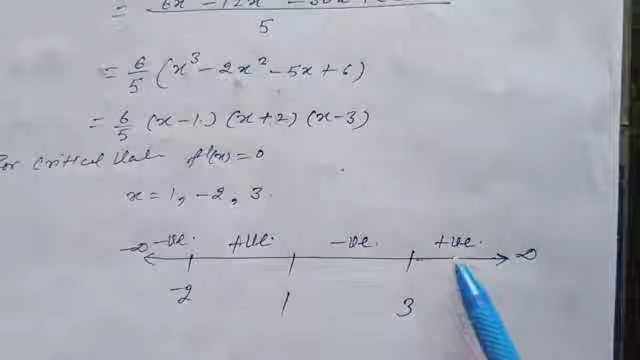 =
5
= 6/5 (x³ - 2x² - 5x + 6)
= 6/5 (x-1) (x+2) (x-3)
For critical f'(x) = 0
x = 1, -2, 3.
-∞ -ve. +ve. -ve. +ve. ∞
-2 1 3